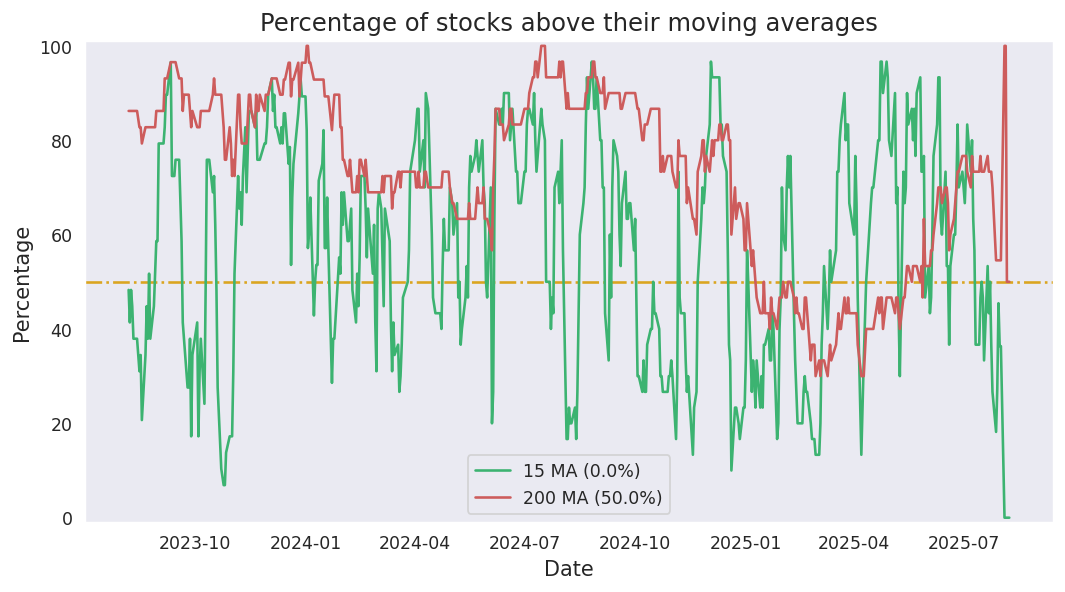 Percentage of stocks above their moving averages
100
80
60
40
20
0
Percentage
15 MA (0.0%)
200 MA (50.0%)
2023-10
2024-01
2024-04
2024-07
2024-10
2025-01
2025-04
2025-07
Date